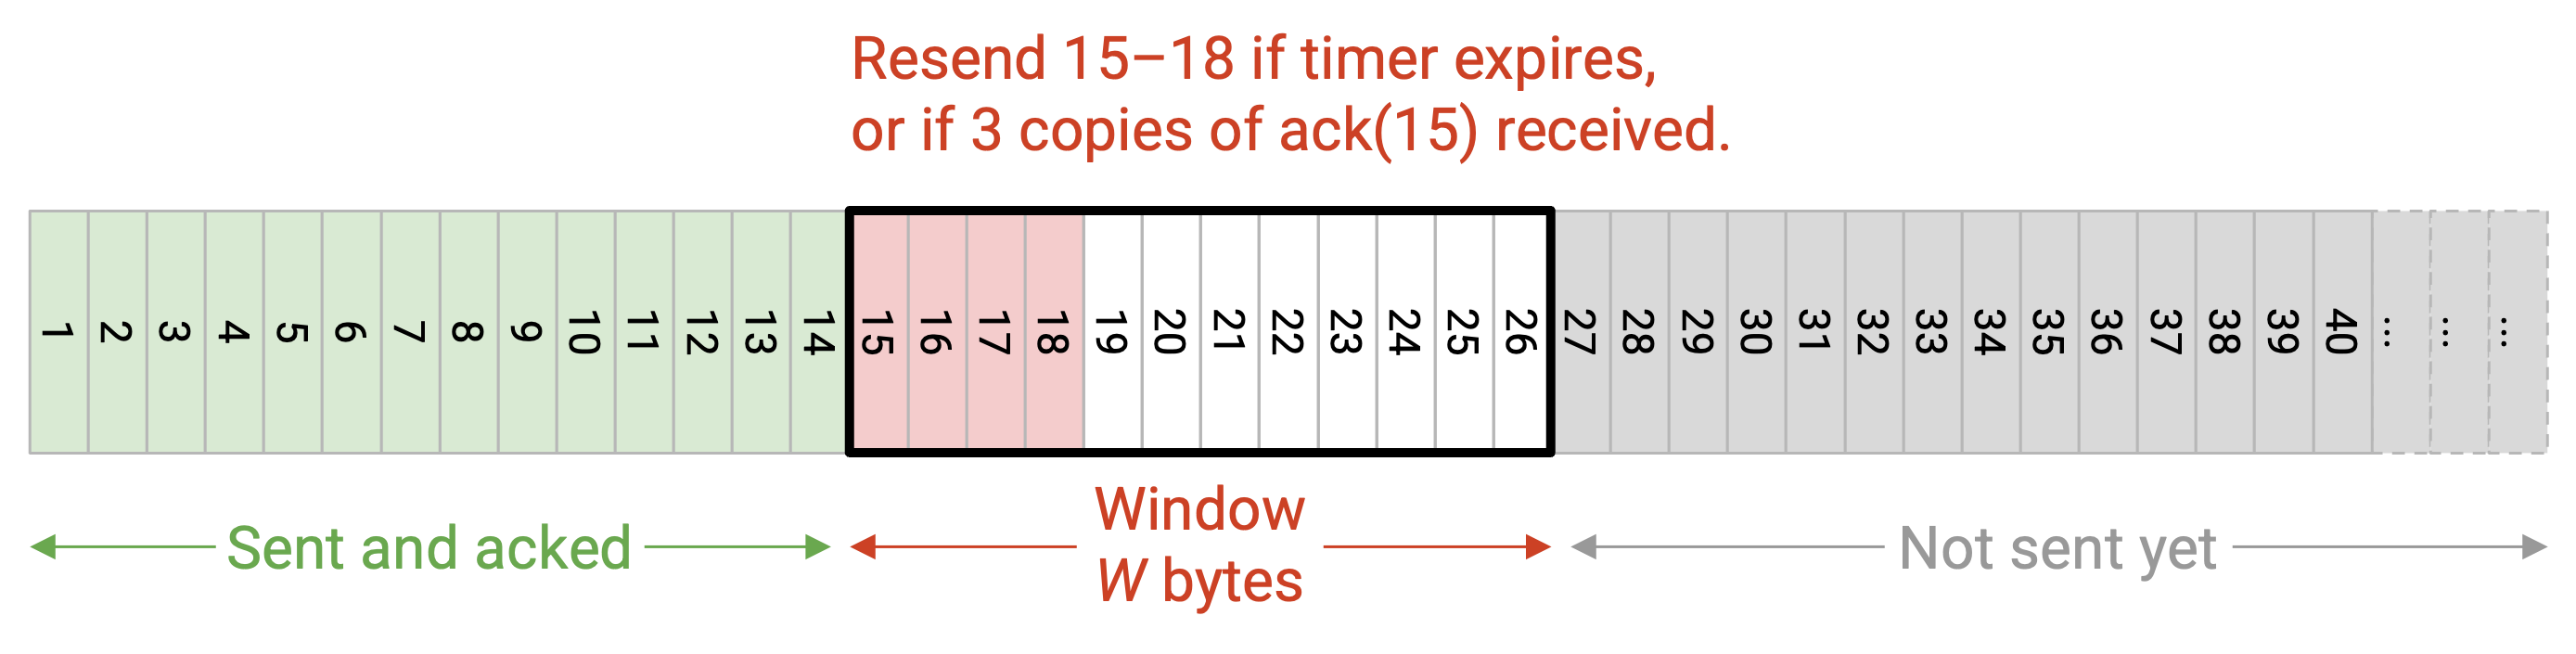 Resend 15–18 if timer expires,
or if 3 copies of ack(15) received.
1 2 3 4 5 6 7 8 9 10 11 12 13 14 15 16 17 18 19 20 21 22 23 24 25 26 27 28 29 30 31 32 33 34 35 36 37 38 39 40 ... ... ...
Sent and acked
Window
W bytes
Not sent yet